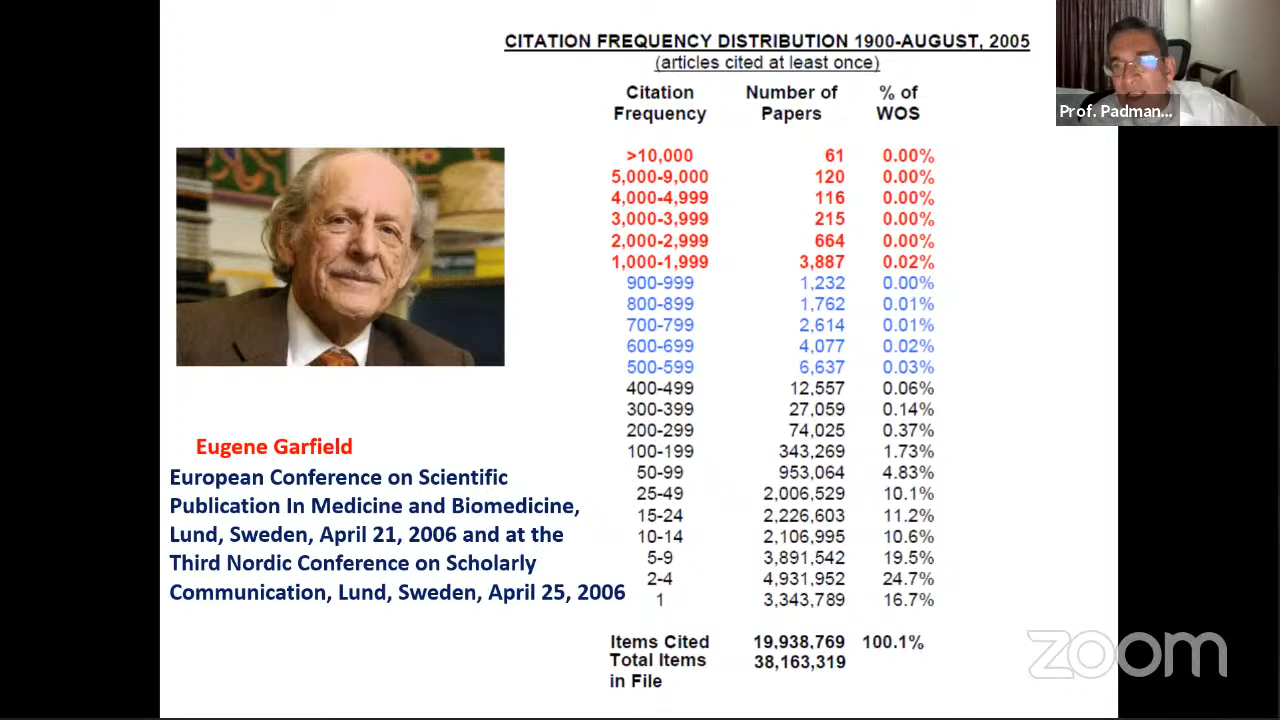 CITATION FREQUENCY DISTRIBUTION 1900-AUGUST, 2005
(articles cited at least once)
Citation Frequency Number of Papers % of WOS
>10,000 61 0.00%
5,000-9,000 120 0.00%
4,000-4,999 116 0.00%
3,000-3,999 215 0.00%
2,000-2,999 664 0.00%
1,000-1,999 3,887 0.02%
900-999 1,232 0.00%
800-899 1,762 0.01%
700-799 2,614 0.01%
600-699 4,077 0.02%
500-599 6,637 0.03%
400-499 12,557 0.06%
300-399 27,059 0.14%
200-299 74,025 0.37%
100-199 343,269 1.73%
50-99 953,064 4.83%
25-49 2,006,529 10.1%
15-24 2,226,603 11.2%
10-14 2,106,995 10.6%
5-9 3,891,542 19.5%
2-4 4,931,952 24.7%
1 3,343,789 16.7%
Items Cited 19,938,769 100.1%
Total Items 38,163,319
in File
Eugene Garfield
European Conference on Scientific
Publication In Medicine and Biomedicine,
Lund, Sweden, April 21, 2006 and at the
Third Nordic Conference on Scholarly
Communication, Lund, Sweden, April 25, 2006
Prof. Padman...
zoom